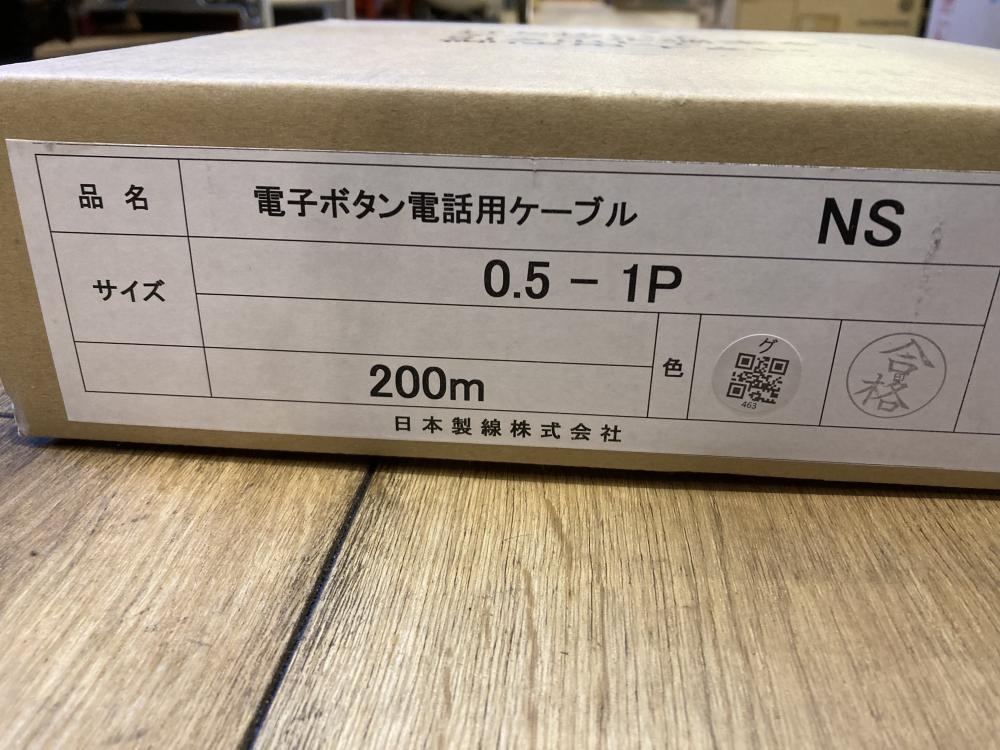 品名 電子ボタン電話用ケーブル NS
サイズ 0.5 - 1P
200m
色 グ 463 合格
日本製線株式会社